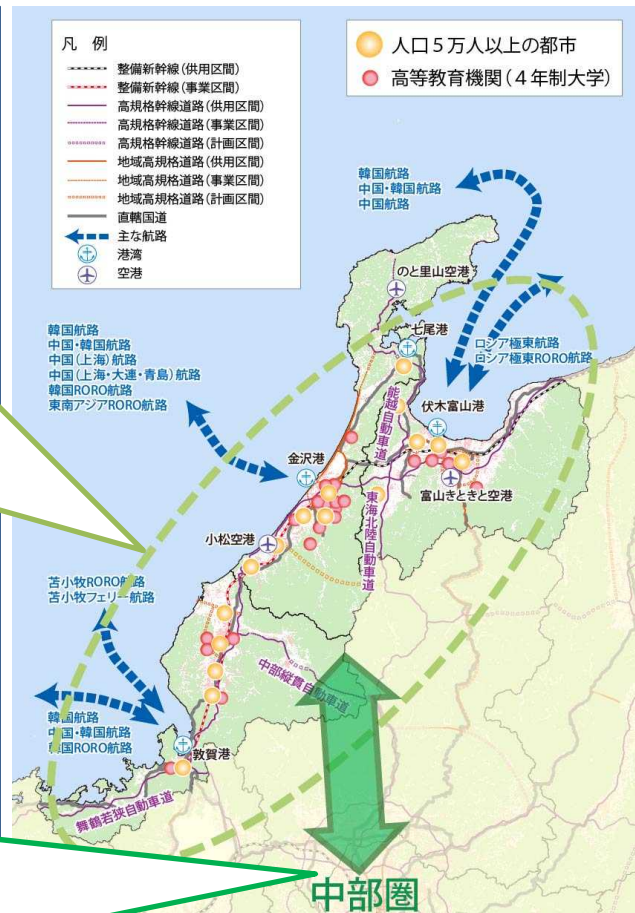 凡　例
整備新幹線(供用区間)
整備新幹線(事業区間)
高規格幹線道路(供用区間)
高規格幹線道路(事業区間)
高規格幹線道路(計画区間)
地域高規格道路(供用区間)
地域高規格道路(事業区間)
地域高規格道路(計画区間)
直轄国道
主な航路
港湾
空港
人口５万人以上の都市
高等教育機関(４年制大学)
韓国航路
中国・韓国航路
中国航路
のと里山空港
七尾港
ロシア極東航路
ロシア極東RORO航路
韓国航路
中国・韓国航路
中国(上海)航路
中国(上海・大連・青島)航路
韓国RORO航路
東南アジアRORO航路
能越自動車道
伏木富山港
金沢港
富山きときと空港
東海北陸自動車道
小松空港
苫小牧RORO航路
苫小牧フェリー航路
中部縦貫自動車道
韓国航路
中国・韓国航路
韓国RORO航路
敦賀港
舞鶴若狭自動車道
中部圏